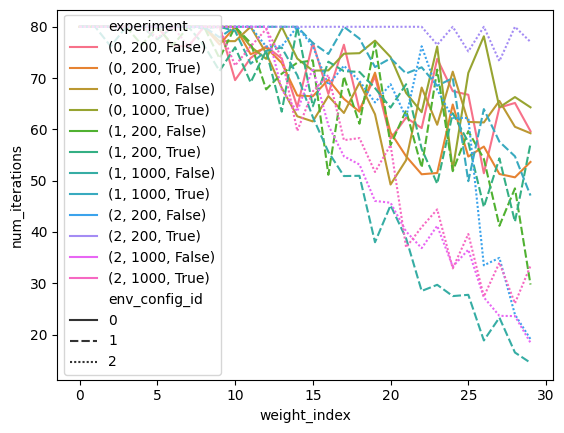 experiment
(0, 200, False)
(0, 200, True)
(0, 1000, False)
(0, 1000, True)
(1, 200, False)
(1, 200, True)
(1, 1000, False)
(1, 1000, True)
(2, 200, False)
(2, 200, True)
(2, 1000, False)
(2, 1000, True)
env_config_id
0
1
2
num_iterations
80
70
60
50
40
30
20
0
5
10
15
20
25
30
weight_index